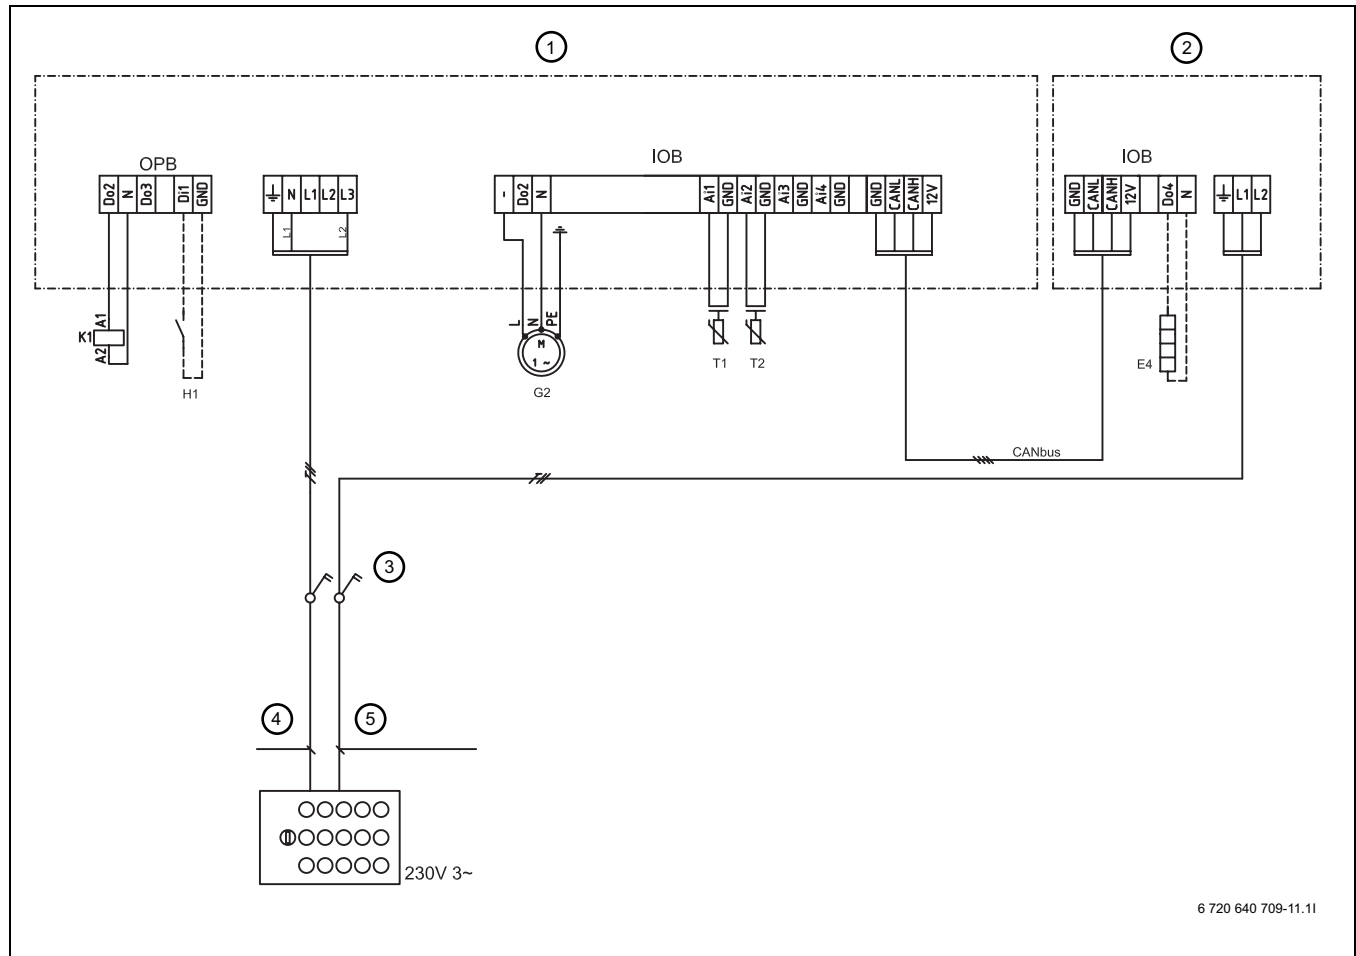 1
2
OPB
IOB
IOB
Do2 N Do3 Di1 GND
N L1 L2 L3
- Do2 N
Ai1 GND Ai2 GND Ai3 GND Ai4 GND GND CANL CANH 12V
GND CANL CANH 12V Do4 N
L1 L2
L1
L2
K1
A1
A2
H1
L
N
PE
M
1 ~
G2
T1
T2
E4
CANbus
3
4
5
230V 3~
6 720 640 709-11.1I